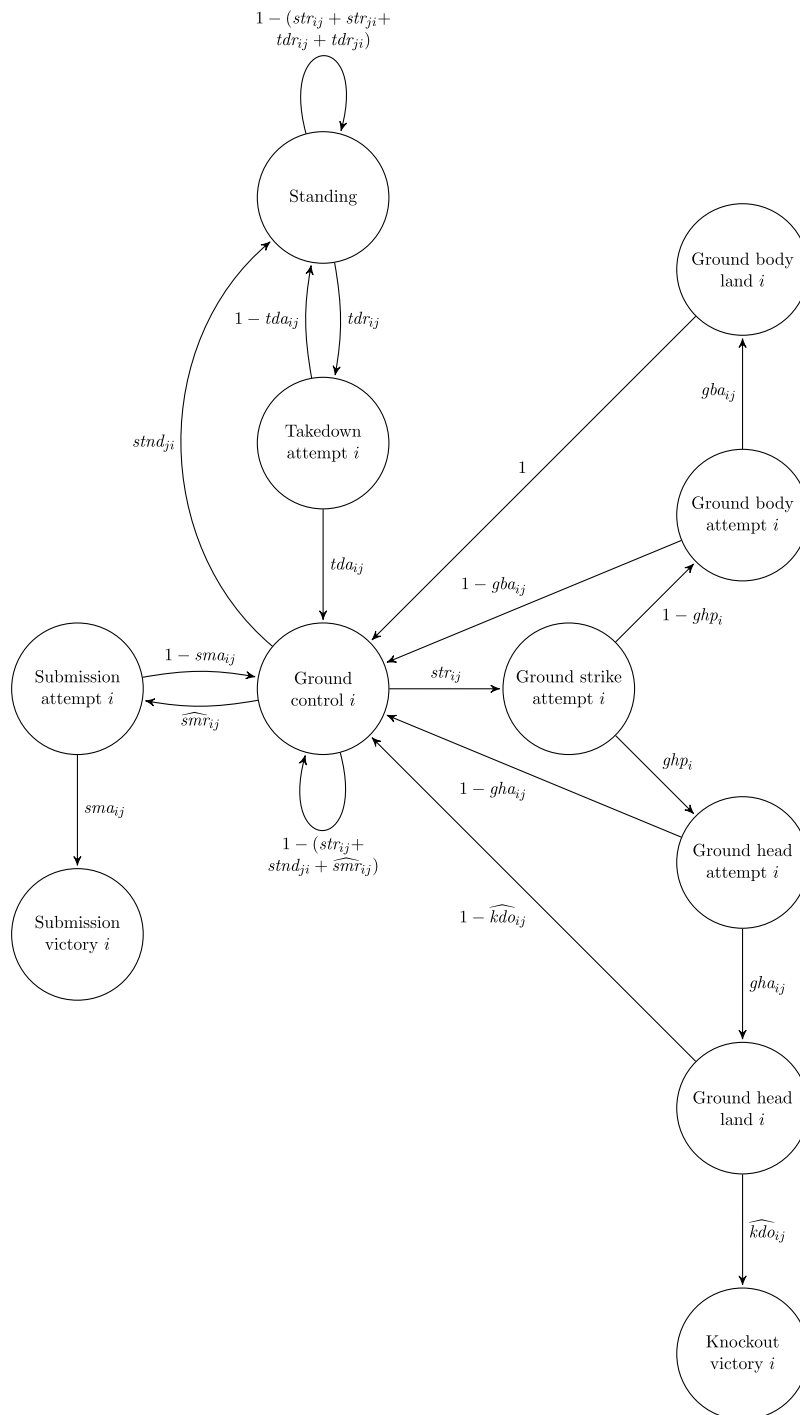 1 − (str_ij + str_ji+
tdr_ij + tdr_ji)
Standing
Ground body
land i
1 − tda_ij
tdr_ij
gba_ij
Takedown
attempt i
stnd_ji
1
Ground body
attempt i
tda_ij
1 − gba_ij
1 − ghp_i
Submission
attempt i
1 − sma_ij
\widehat{smr}_ij
Ground
control i
str_ij
Ground strike
attempt i
ghp_i
1 − gha_ij
sma_ij
1 − (str_ij+
stnd_ji + \widehat{smr}_ij)
Ground head
attempt i
Submission
victory i
1 − \widehat{kdo}_ij
gha_ij
Ground head
land i
\widehat{kdo}_ij
Knockout
victory i